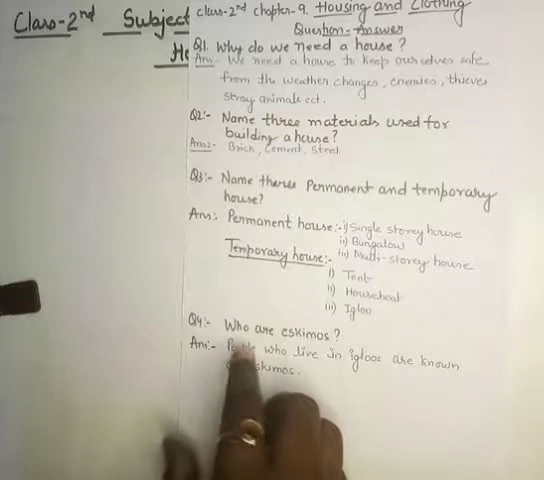 Class-2nd Subject
H
class-2nd chapter-9. Housing and Clothing
Question-Answer
Q1. Why do we need a house?
Ans- We need a house to keep ourselves safe
from the weather changes, enemies, thieves
stray animals ect.
Q2:- Name three materials used for
building a house?
Ans:- Brick, Cement, Steel
Q3:- Name theree Permanent and temporary
house?
Ans: Permanent house:- i) Single storey house
ii) Bungalow
iii) Multi-storey house
Temporary house:-
i) Tent
ii) Houseboat
iii) Igloo
Q4:- Who are eskimos?
Ans:- People who live in igloos are known
skimos.